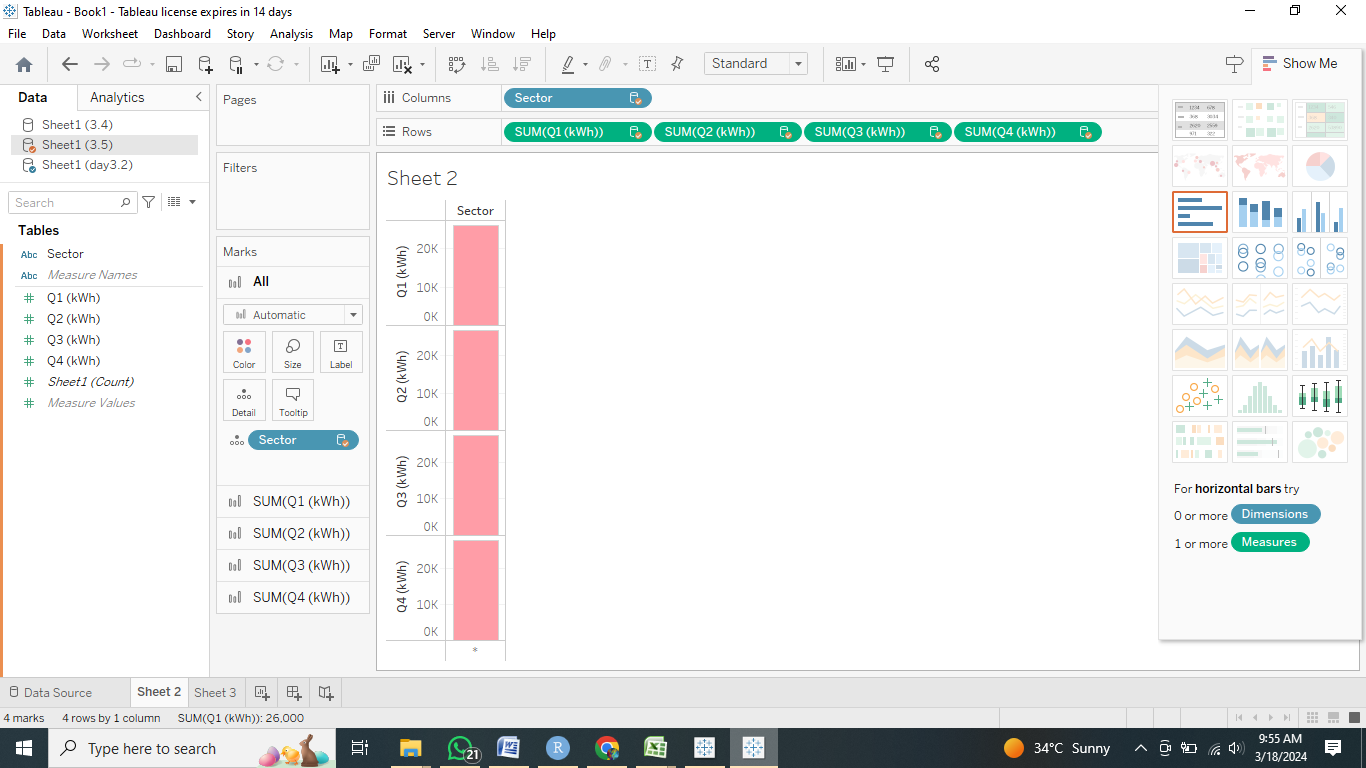 Tableau - Book1 - Tableau license expires in 14 days
File Data Worksheet Dashboard Story Analysis Map Format Server Window Help
Standard
Show Me
Data Analytics
Sheet1 (3.4)
Sheet1 (3.5)
Sheet1 (day3.2)
Search
Tables
Abc Sector
Abc Measure Names
# Q1 (kWh)
# Q2 (kWh)
# Q3 (kWh)
# Q4 (kWh)
# Sheet1 (Count)
# Measure Values
Pages
Filters
Marks
All
Automatic
Color Size Label
Detail Tooltip
Sector
SUM(Q1 (kWh))
SUM(Q2 (kWh))
SUM(Q3 (kWh))
SUM(Q4 (kWh))
Columns Sector
Rows SUM(Q1 (kWh)) SUM(Q2 (kWh)) SUM(Q3 (kWh)) SUM(Q4 (kWh))
Sheet 2
Sector
Q1 (kWh)
20K
10K
0K
Q2 (kWh)
20K
10K
0K
Q3 (kWh)
20K
10K
0K
Q4 (kWh)
20K
10K
0K
*
For horizontal bars try
0 or more Dimensions
1 or more Measures
Data Source Sheet 2 Sheet 3
4 marks 4 rows by 1 column SUM(Q1 (kWh)): 26,000
Type here to search
21
34°C Sunny
9:55 AM
3/18/2024